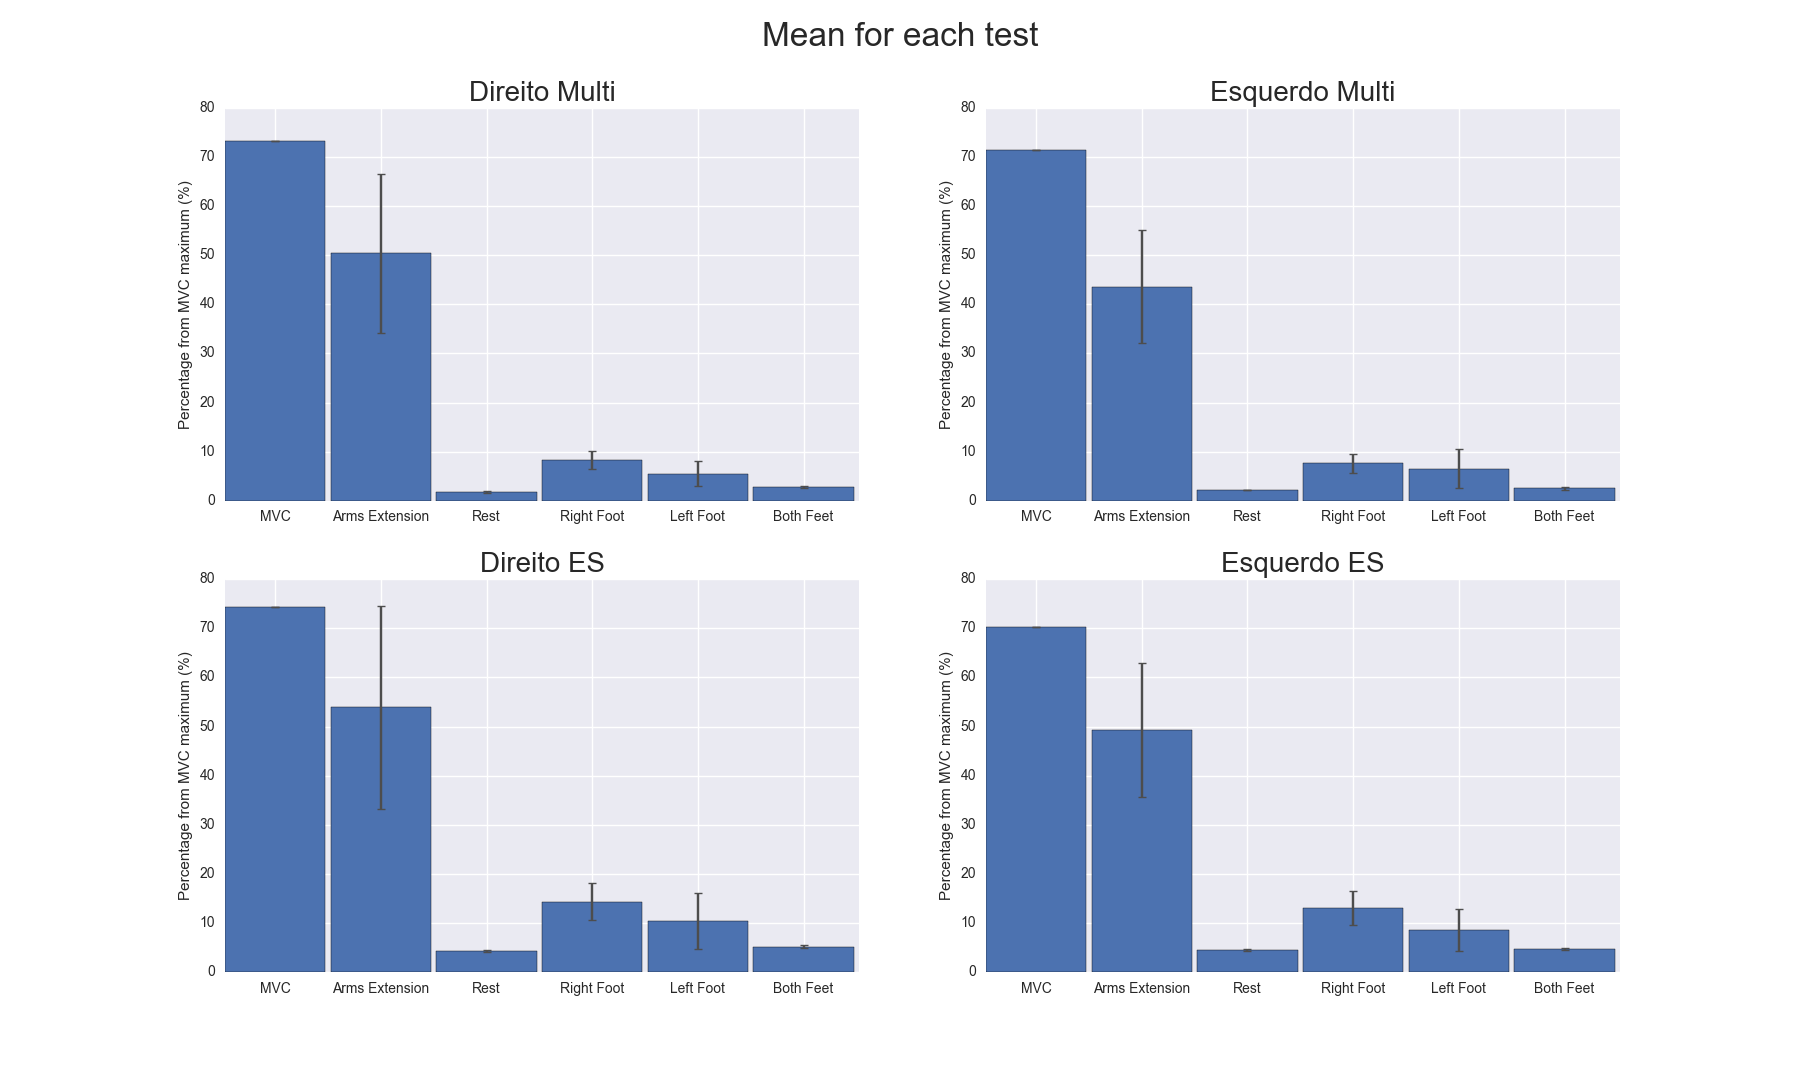 Mean for each test
Direito Multi
Percentage from MVC maximum (%)
80
70
60
50
40
30
20
10
0
MVC Arms Extension Rest Right Foot Left Foot Both Feet
Esquerdo Multi
Percentage from MVC maximum (%)
80
70
60
50
40
30
20
10
0
MVC Arms Extension Rest Right Foot Left Foot Both Feet
Direito ES
Percentage from MVC maximum (%)
80
70
60
50
40
30
20
10
0
MVC Arms Extension Rest Right Foot Left Foot Both Feet
Esquerdo ES
Percentage from MVC maximum (%)
80
70
60
50
40
30
20
10
0
MVC Arms Extension Rest Right Foot Left Foot Both Feet